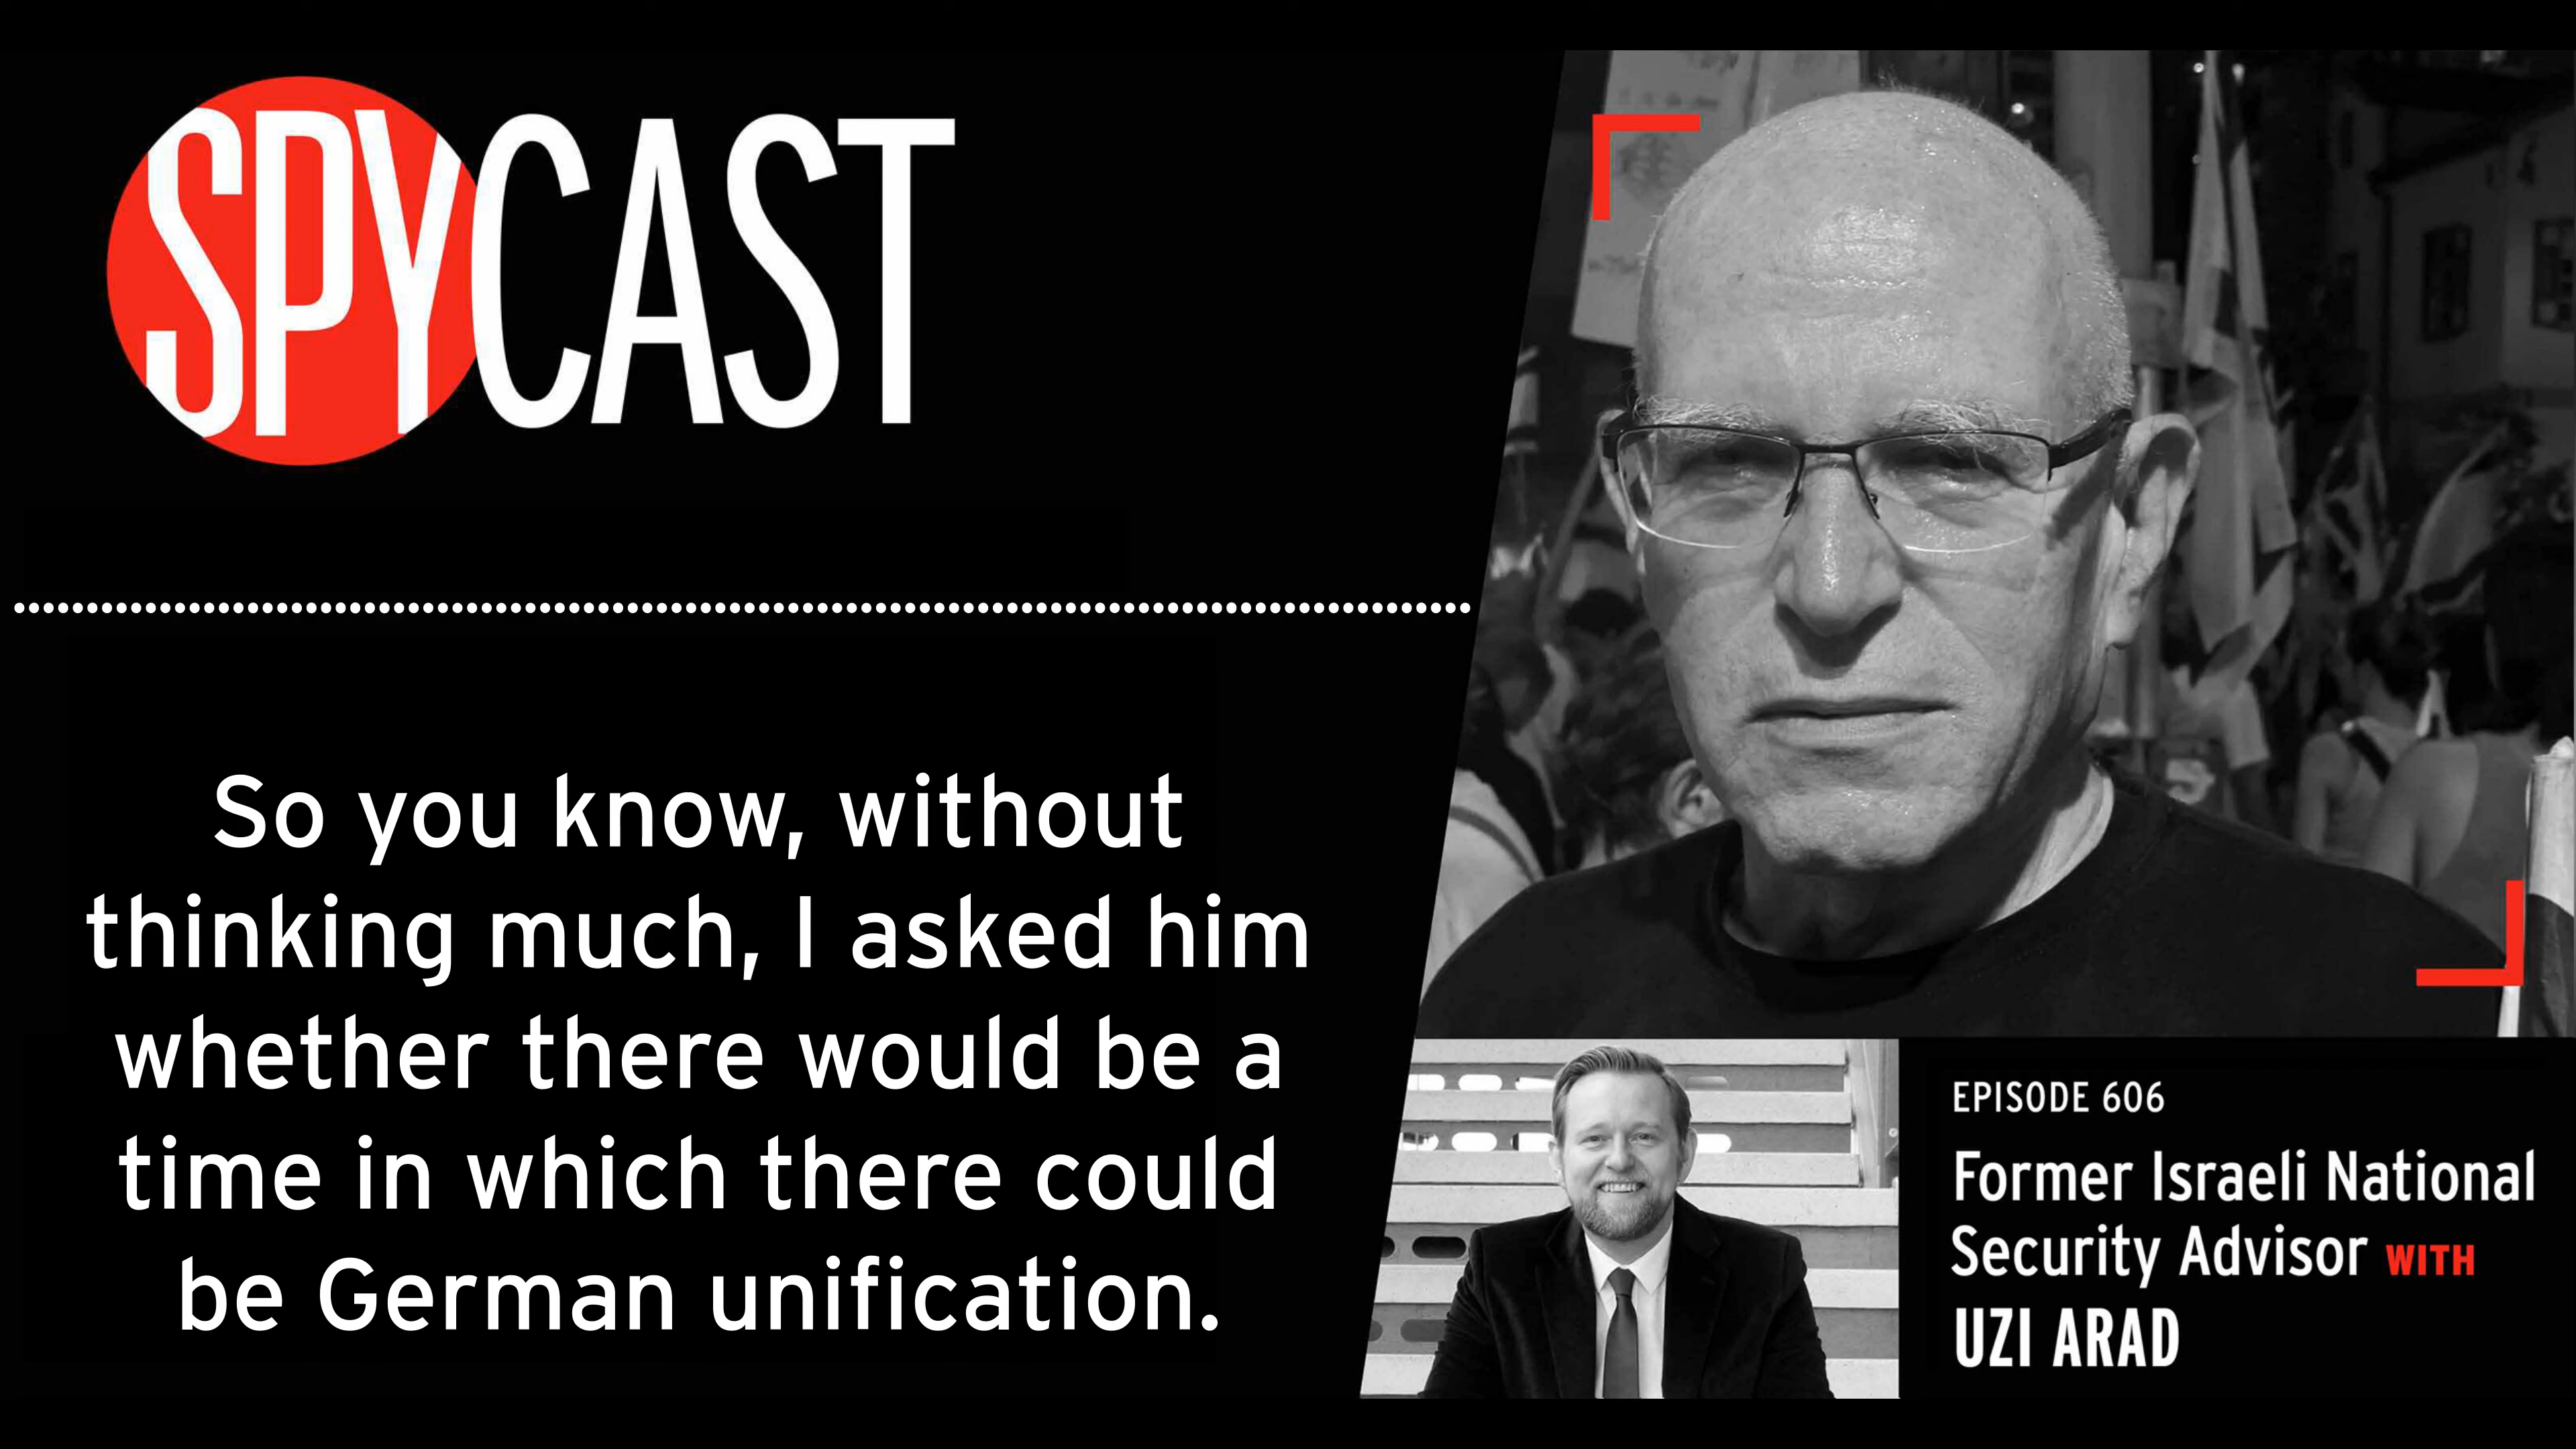 SPYCAST
So you know, without
thinking much, I asked him
whether there would be a
time in which there could
be German unification.
EPISODE 606
Former Israeli National
Security Advisor WITH
UZI ARAD